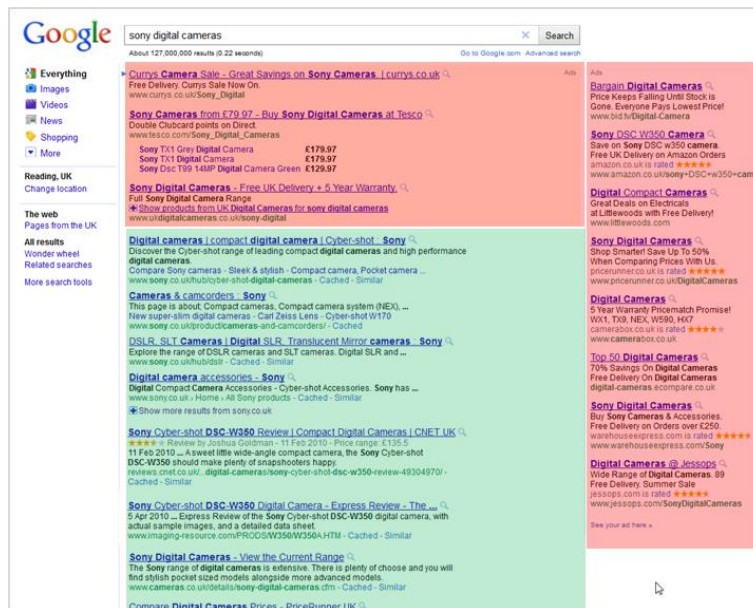 Google
sony digital cameras
Search
About 127,000,000 results (0.22 seconds)
Go to Google.com Advanced search
Everything
Images
Videos
News
Shopping
More
Reading, UK
Change location
The web
Pages from the UK
All results
Wonder wheel
Related searches
More search tools
Currys Camera Sale - Great Savings on Sony Cameras. | currys.co.uk
Ads
Free Delivery. Currys Sale Now On.
www.currys.co.uk/Sony_Digital
Sony Cameras from £79.97 - Buy Sony Digital Cameras at Tesco
Double Clubcard points on Direct.
www.tesco.com/Sony_Digital_Cameras
Sony TX1 Grey Digital Camera £179.97
Sony TX1 Digital Camera £179.97
Sony Dsc T99 14MP Digital Camera Green £129.97
Sony Digital Cameras - Free UK Delivery + 5 Year Warranty.
Full Sony Digital Camera Range
Show products from UK Digital Cameras for sony digital cameras
www.ukdigitalcameras.co.uk/sony-digital
Digital cameras | compact digital camera | Cyber-shot : Sony
Discover the Cyber-shot range of leading compact digital cameras and high performance
digital cameras.
Compare Sony cameras - Sleek & stylish - Compact camera, Pocket camera ...
www.sony.co.uk/hub/cyber-shot-digital-cameras - Cached - Similar
Cameras & camcorders : Sony
This page is about; Compact cameras, Compact camera system (NEX), ...
New super-slim digital cameras - Carl Zeiss Lens - Cyber-shot W170
www.sony.co.uk/product/cameras-and-camcorders/ - Cached
DSLR, SLT Cameras | Digital SLR, Translucent Mirror cameras : Sony
Explore the range of DSLR cameras and SLT cameras. Digital SLR and ...
www.sony.co.uk/hub/dslr - Cached - Similar
Digital camera accessories - Sony
Digital Compact Camera Accessories - Cyber-shot Accessories. Sony has ...
www.sony.co.uk › Home › All Sony products - Cached - Similar
Show more results from sony.co.uk
Sony Cyber-shot DSC-W350 Review | Compact Digital Cameras | CNET UK
Review by Joshua Goldman - 11 Feb 2010 - Price range: £135.5
11 Feb 2010 ... A sweet little wide-angle compact camera, the Sony Cyber-shot
DSC-W350 should make plenty of snapshooters happy.
reviews.cnet.co.uk/...digital-cameras/sony-cyber-shot-dsc-w350-review-49304970/ -
Cached - Similar
Sony Cyber-shot DSC-W350 Digital Camera - Express Review - The ...
5 Apr 2010 ... Express Review of the Sony Cyber-shot DSC-W350 digital camera, with
actual sample images, and a detailed data sheet.
www.imaging-resource.com/PRODS/W350/W350A.HTM - Cached - Similar
Sony Digital Cameras - View the Current Range
The Sony range of digital cameras is extensive. There is plenty of choice and you will
find stylish pocket sized models alongside more advanced models.
www.cameras.co.uk/details/sony-digital-cameras.cfm - Cached - Similar
Compare Digital Cameras Prices - PriceRunner UK
Ads
Bargain Digital Cameras
Price Keeps Falling Until Stock is
Gone. Everyone Pays Lowest Price!
www.bid.tv/Digital-Camera
Sony DSC W350 Camera
Save on Sony DSC w350 camera.
Free UK Delivery on Amazon Orders
amazon.co.uk is rated
www.amazon.co.uk/sony+DSC+w350+cam
Digital Compact Cameras
Great Deals on Electricals
at Littlewoods with Free Delivery!
www.littlewoods.com
Sony Digital Cameras
Shop Smarter! Save Up To 50%
When Comparing Prices With Us.
pricerunner.co.uk is rated
www.pricerunner.co.uk/DigitalCameras
Digital Cameras
5 Year Warranty Pricematch Promise!
WX1, TX9, NEX, W590, HX7
camerabox.co.uk is rated
www.camerabox.co.uk
Top 50 Digital Cameras
70% Savings On Digital Cameras
Free Delivery On Digital Cameras
digital-cameras.ecompare.co.uk
Sony Digital Cameras
Buy Sony Cameras & Accessories.
Free Delivery on Orders over £250.
warehouseexpress.com is rated
www.warehouseexpress.com/Sony
Digital Cameras @ Jessops
Wide Range of Digital Cameras. 89
Free Delivery. Summer Sale
jessops.com is rated
www.jessops.com/SonyDigitalCameras
See your ad here »